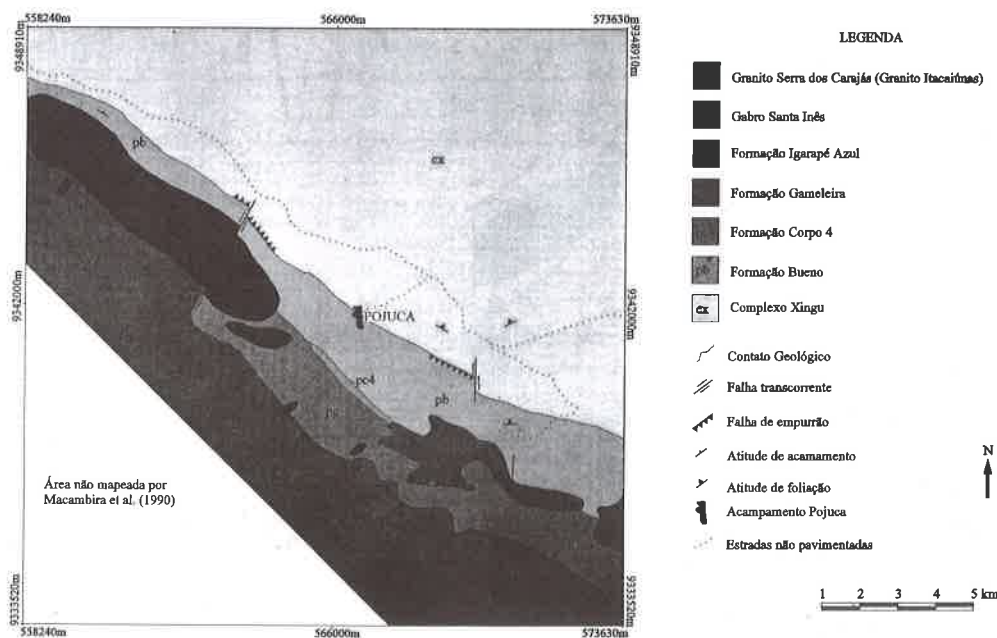 558240m
566000m
573630m
9348910m
9348910m
pb
cx
9342000m
9342000m
POJUCA
pc4
pb
Área não mapeada por
Macambira et al. (1990)
9333520m
9333520m
558240m
566000m
573630m
LEGENDA
Granito Serra dos Carajás (Granito Itacaiúnas)
Gabro Santa Inês
Formação Igarapé Azul
Formação Gameleira
Formação Corpo 4
pb Formação Bueno
cx Complexo Xingu
Contato Geológico
Falha transcorrente
Falha de empurrão
Atitude de acamamento
Atitude de foliação
Acampamento Pojuca
Estradas não pavimentadas
N
1 2 3 4 5 km